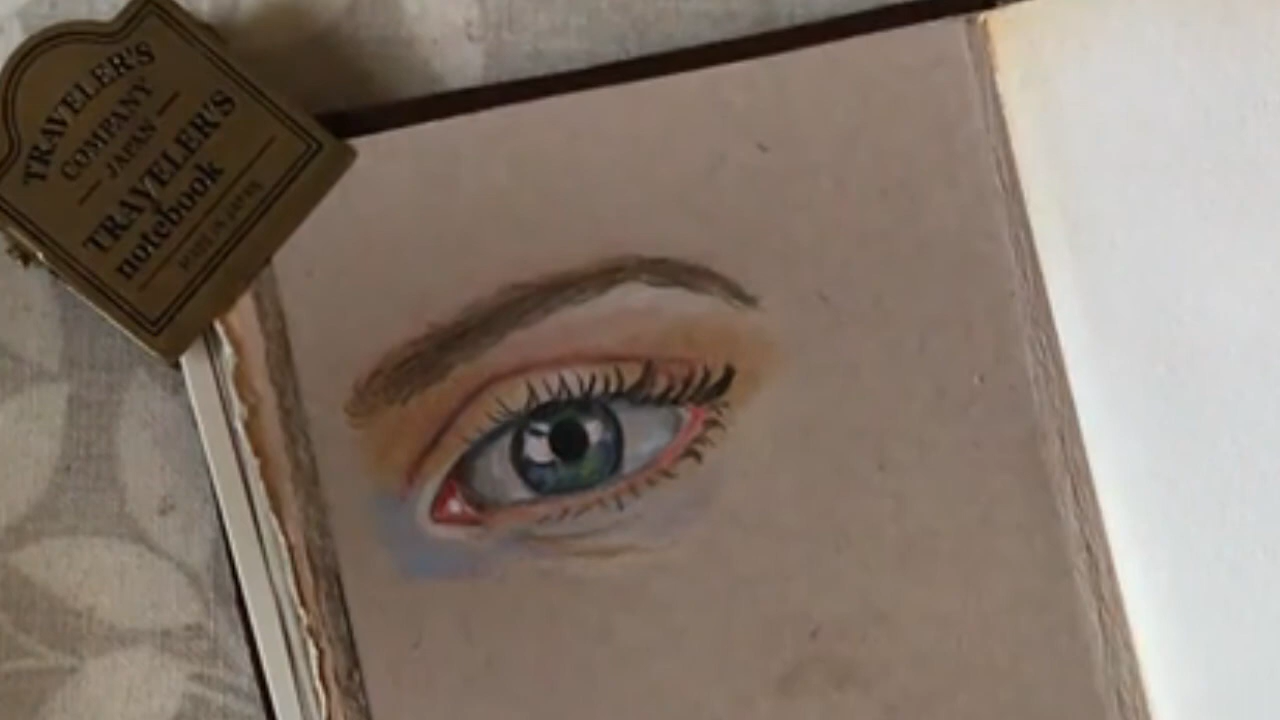 TRAVELER'S
COMPANY
JAPAN
TRAVELER'S
notebook
MADE IN JAPAN